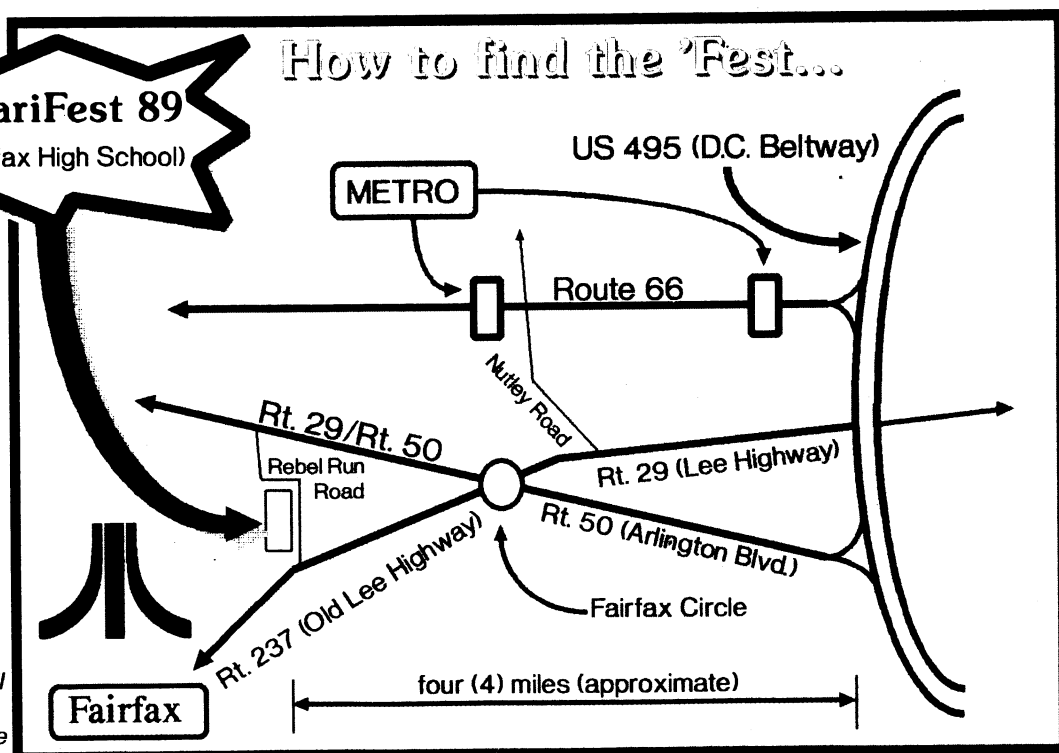 How to find the 'Fest...
ariFest 89
ax High School)
US 495 (D.C. Beltway)
METRO
Route 66
Nutley Road
Rt. 29/Rt. 50
Rebel Run
Road
Rt. 29 (Lee Highway)
Rt. 50 (Arlington Blvd.)
Fairfax Circle
Rt. 237 (Old Lee Highway)
four (4) miles (approximate)
Fairfax
l
e